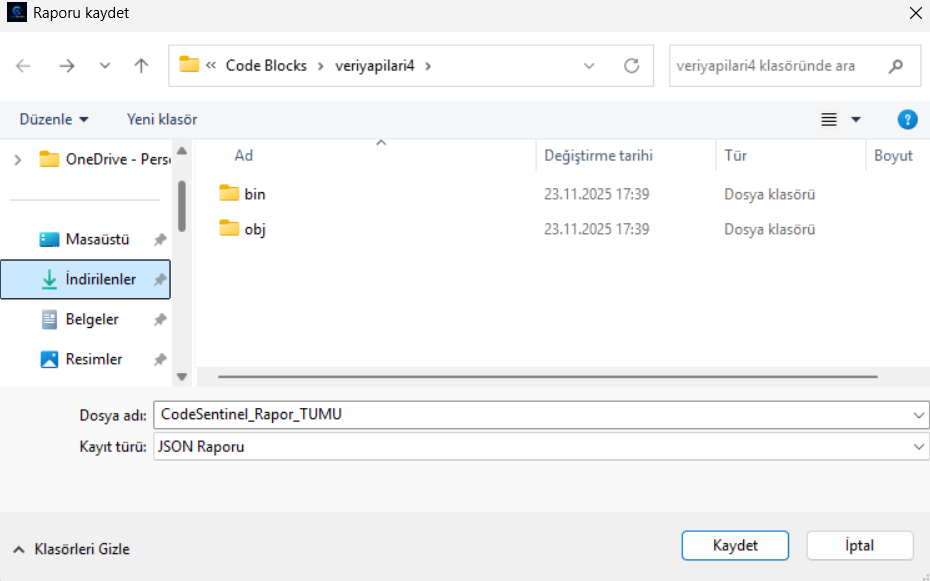 Raporu kaydet
« Code Blocks › veriyapilari4 ›
veriyapilari4 klasöründe ara
Düzenle Yeni klasör
OneDrive - Pers
Ad Değiştirme tarihi Tür Boyut
bin 23.11.2025 17:39 Dosya klasörü
obj 23.11.2025 17:39 Dosya klasörü
Masaüstü
İndirilenler
Belgeler
Resimler
Dosya adı: CodeSentinel_Rapor_TUMU
Kayıt türü: JSON Raporu
Klasörleri Gizle Kaydet İptal